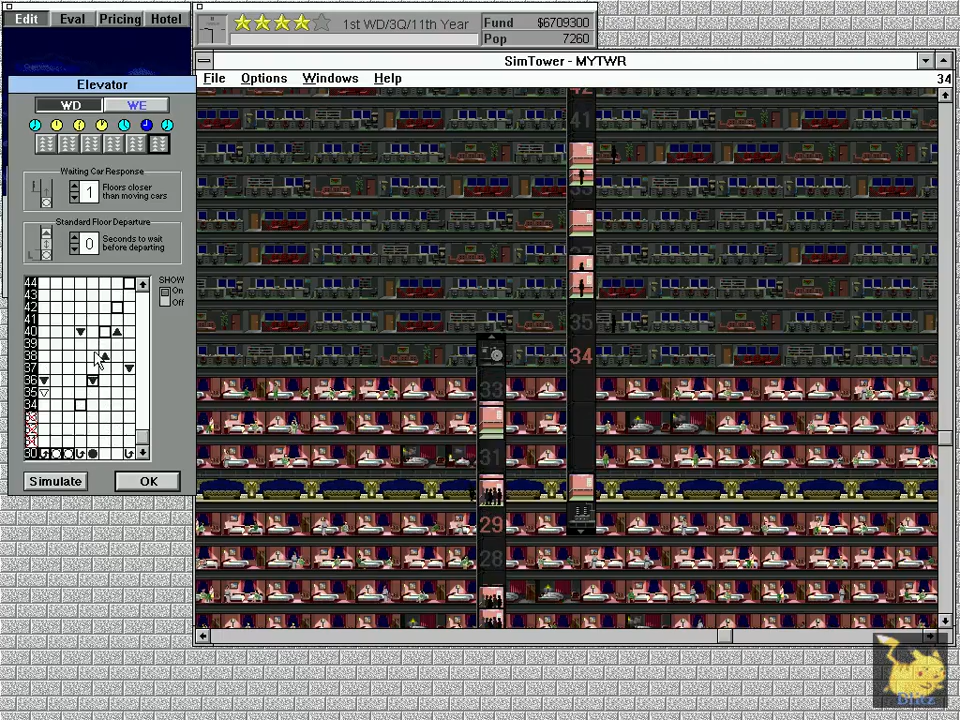 Edit Eval Pricing Hotel
1st WD/3Q/11th Year
Fund $6709300
Pop 7260
SimTower - MYTWR
File Options Windows Help
34
Elevator
WD WE
Waiting Car Response
1 Floors closer than moving cars
Standard Floor Departure
0 Seconds to wait before departing
SHOW
On
Off
44
43
42
41
40
39
38
37
36
35
34
30
Simulate OK
42
41
35
34
33
31
29
28
Blitz